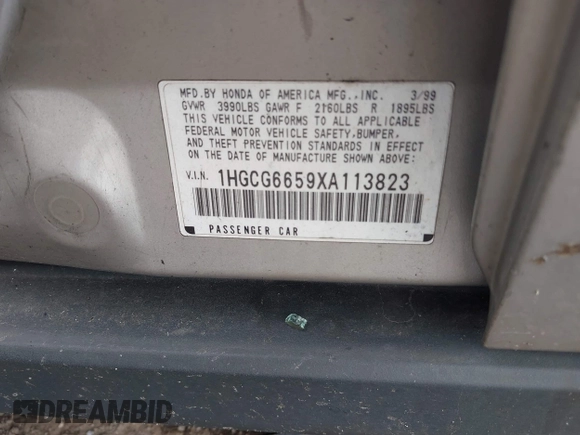 MFD. BY HONDA OF AMERICA MFG., INC. 3/99
GVWR 3990LBS GAWR F 2160LBS R 1895LBS
THIS VEHICLE CONFORMS TO ALL APPLICABLE
FEDERAL MOTOR VEHICLE SAFETY, BUMPER,
AND THEFT PREVENTION STANDARDS IN EFFECT
ON THE DATE OF MANUFACTURE SHOWN ABOVE:
V.I.N. 1HGCG6659XA113823
PASSENGER CAR
DREAMBID